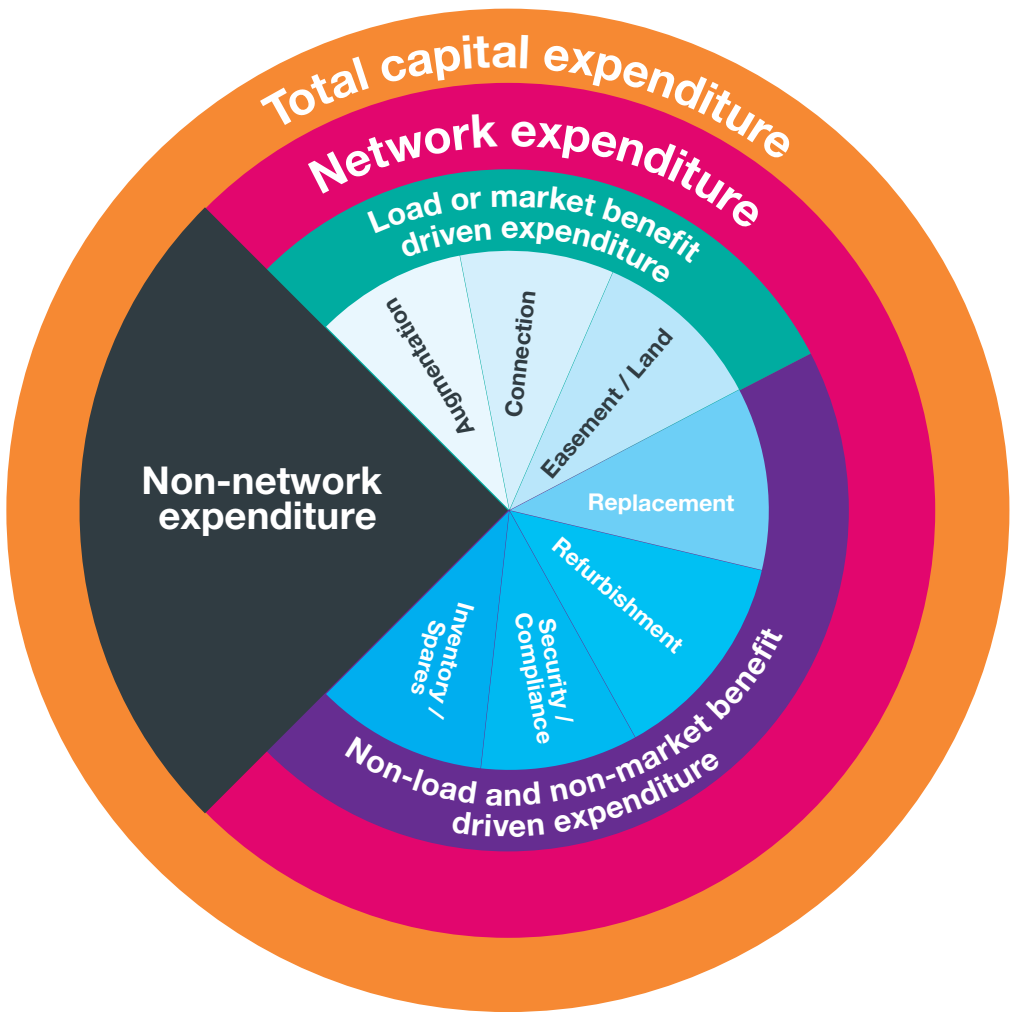 Total capital expenditure
Network expenditure
Load or market benefit
driven expenditure
Augmentation
Connection
Easement / Land
Replacement
Refurbishment
Security /
Compliance
Inventory /
Spares
Non-load and non-market benefit
driven expenditure
Non-network
expenditure